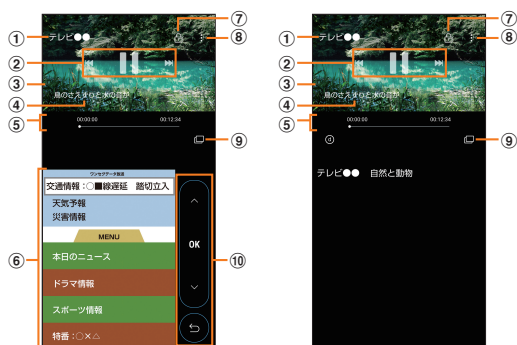 ⑦
① テレビ●● ⑧
②
③
④ 鳥のさえずりと水の音が
⑤ 00:00:00 00:12:34
⑨
ワンセグデータ放送
交通情報：○■線遅延 踏切立入
天気予報
災害情報
MENU
⑥ 本日のニュース
OK ⑩
ドラマ情報
スポーツ情報
特番：○×△
⑦
① テレビ●● ⑧
②
③
④ 鳥のさえずりと水の音が
⑤ 00:00:00 00:12:34
ⓓ ⑨
テレビ●● 自然と動物